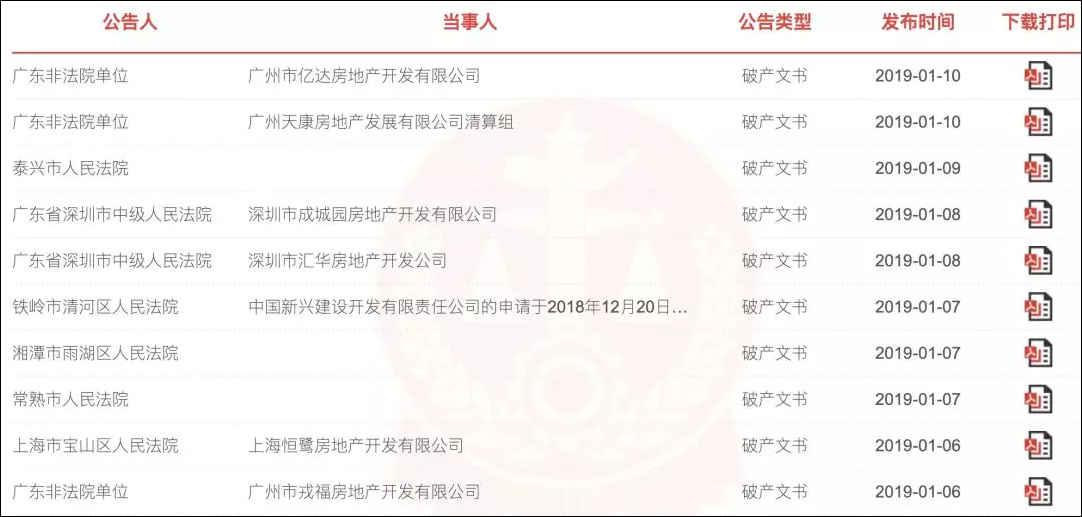 公告人 当事人 公告类型 发布时间 下载打印
广东非法院单位 广州市亿达房地产开发有限公司 破产文书 2019-01-10
广东非法院单位 广州天康房地产发展有限公司清算组 破产文书 2019-01-10
泰兴市人民法院 破产文书 2019-01-09
广东省深圳市中级人民法院 深圳市成城园房地产开发有限公司 破产文书 2019-01-08
广东省深圳市中级人民法院 深圳市汇华房地产开发公司 破产文书 2019-01-08
铁岭市清河区人民法院 中国新兴建设开发有限责任公司的申请于2018年12月20日... 破产文书 2019-01-07
湘潭市雨湖区人民法院 破产文书 2019-01-07
常熟市人民法院 破产文书 2019-01-07
上海市宝山区人民法院 上海恒鹭房地产开发有限公司 破产文书 2019-01-06
广东非法院单位 广州市戎福房地产开发有限公司 破产文书 2019-01-06